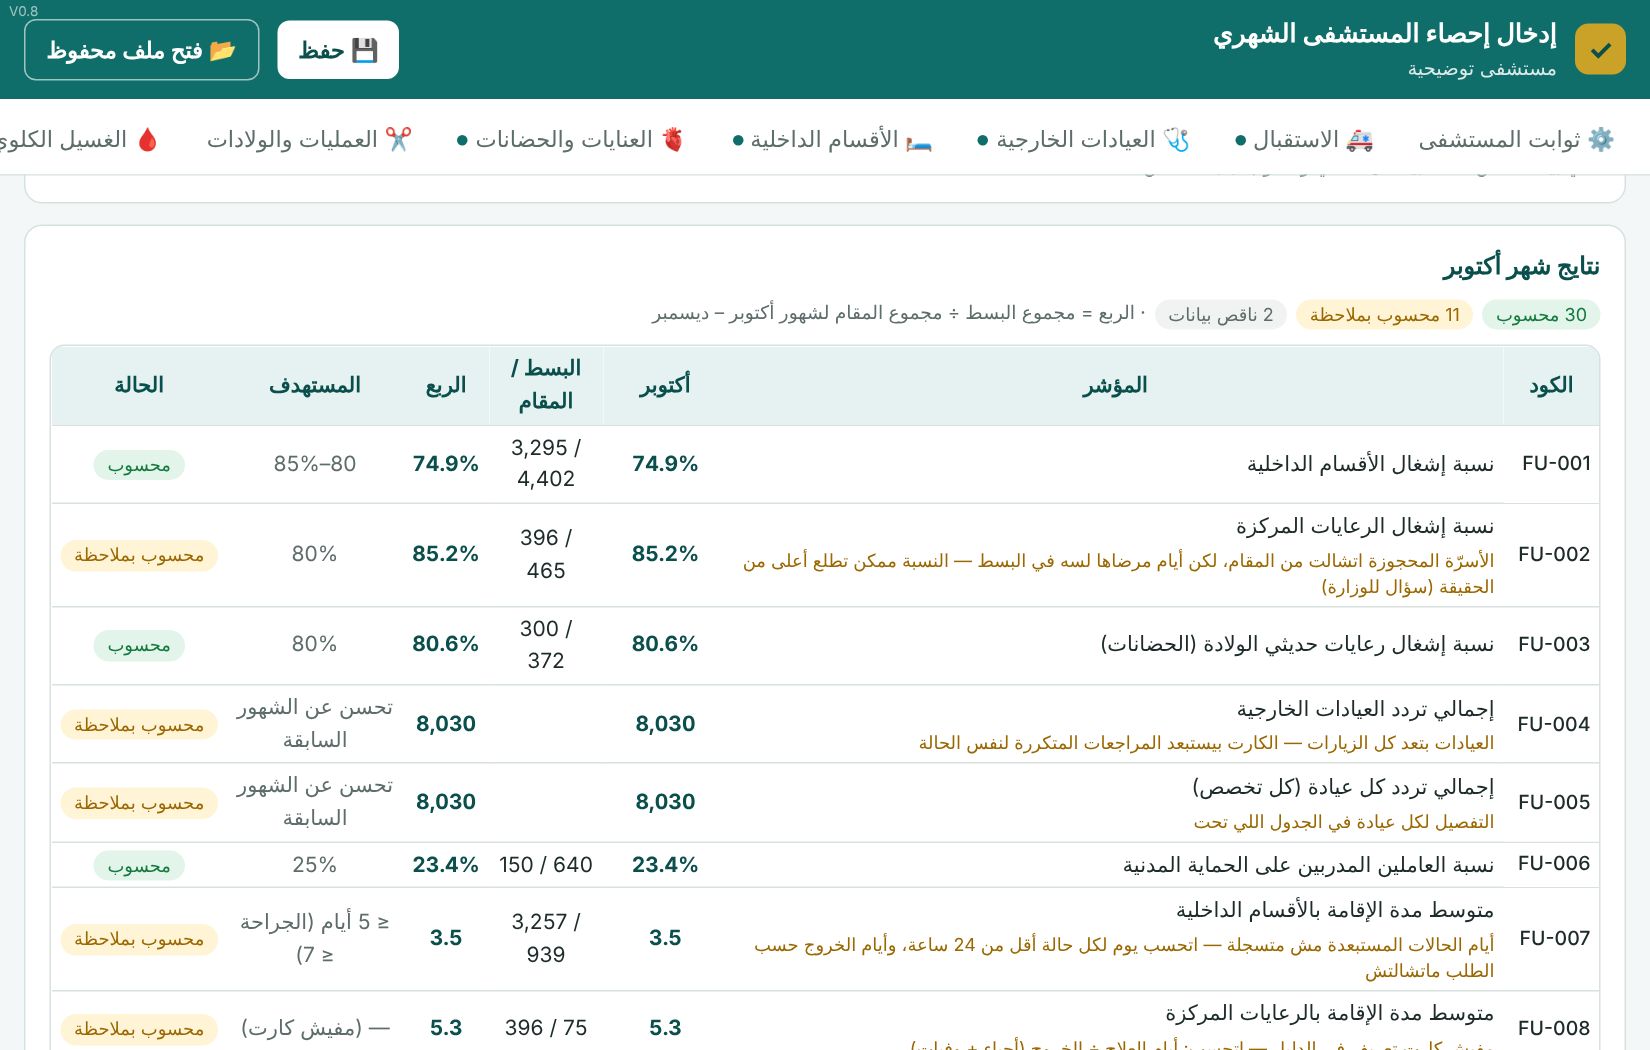 V0.8
إدخال إحصاء المستشفى الشهري
مستشفى توضيحية
💾 حفظ
📂 فتح ملف محفوظ
⚙️ ثوابت المستشفى
🚑 الاستقبال
🩺 العيادات الخارجية
🛏️ الأقسام الداخلية
🫀 العنايات والحضانات
✂️ العمليات والولادات
🩸 الغسيل الكلوي
نتايج شهر أكتوبر
30 محسوب
11 محسوب بملاحظة
2 ناقص بيانات
· الربع = مجموع البسط ÷ مجموع المقام لشهور أكتوبر – ديسمبر
الكود
المؤشر
أكتوبر
البسط /
المقام
الربع
المستهدف
الحالة
FU-001
نسبة إشغال الأقسام الداخلية
74.9%
3,295 /
4,402
74.9%
80–85%
محسوب
FU-002
نسبة إشغال الرعايات المركزة
الأسرّة المحجوزة اتشالت من المقام، لكن أيام مرضاها لسه في البسط — النسبة ممكن تطلع أعلى من
الحقيقة (سؤال للوزارة)
85.2%
396 /
465
85.2%
80%
محسوب بملاحظة
FU-003
نسبة إشغال رعايات حديثي الولادة (الحضانات)
80.6%
300 /
372
80.6%
80%
محسوب
FU-004
إجمالي تردد العيادات الخارجية
العيادات بتعد كل الزيارات — الكارت بيستبعد المراجعات المتكررة لنفس الحالة
8,030
8,030
تحسن عن الشهور
السابقة
محسوب بملاحظة
FU-005
إجمالي تردد كل عيادة (كل تخصص)
التفصيل لكل عيادة في الجدول اللي تحت
8,030
8,030
تحسن عن الشهور
السابقة
محسوب بملاحظة
FU-006
نسبة العاملين المدربين على الحماية المدنية
23.4%
150 / 640
23.4%
25%
محسوب
FU-007
متوسط مدة الإقامة بالأقسام الداخلية
أيام الحالات المستبعدة مش متسجلة — اتحسب يوم لكل حالة أقل من 24 ساعة، وأيام الخروج حسب
الطلب ماتشالتش
3.5
3,257 /
939
3.5
≤ 5 أيام (الجراحة
≤ 7)
محسوب بملاحظة
FU-008
متوسط مدة الإقامة بالرعايات المركزة
5.3
396 / 75
5.3
— (مفيش كارت)
محسوب بملاحظة